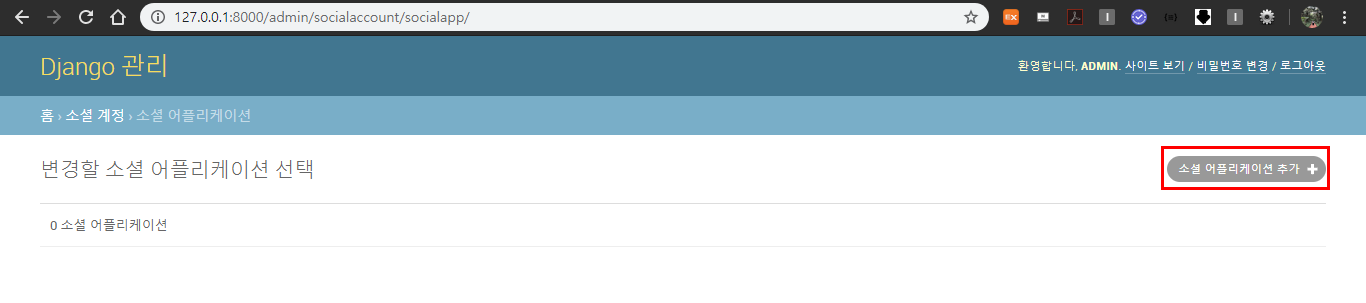 127.0.0.1:8000/admin/socialaccount/socialapp/
Django 관리
환영합니다, ADMIN. 사이트 보기 / 비밀번호 변경 / 로그아웃
홈 › 소셜 계정 › 소셜 어플리케이션
변경할 소셜 어플리케이션 선택
소셜 어플리케이션 추가
0 소셜 어플리케이션